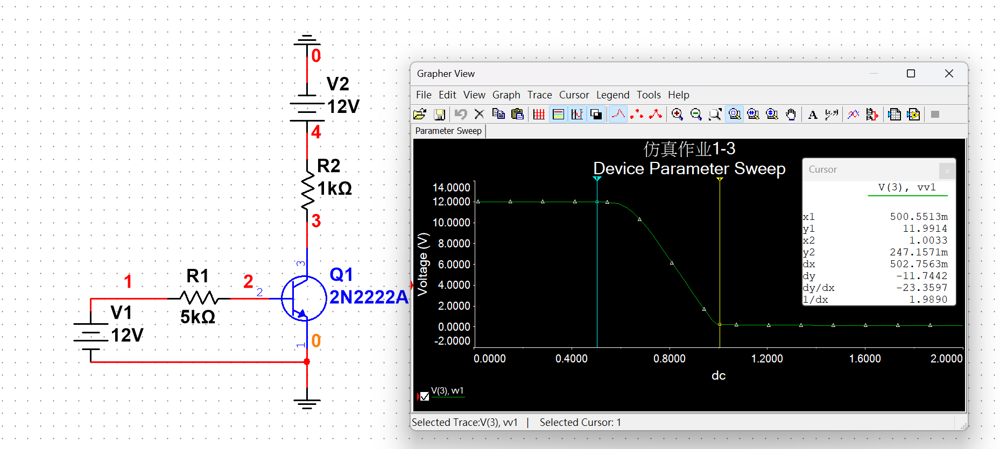 0
V2
12V
4
R2
1kΩ
3
3
Q1
2N2222A
1
R1
2
2
5kΩ
V1
12V
1
0
Grapher View
File Edit View Graph Trace Cursor Legend Tools Help
A
Parameter Sweep
仿真作业1-3
Device Parameter Sweep
Voltage (V)
14.0000
12.0000
10.0000
8.0000
6.0000
4.0000
2.0000
0.0000
-2.0000
0.0000 0.4000 0.8000 1.2000 1.6000 2.0000
dc
Cursor
V(3), vv1
x1 500.5513m
y1 11.9914
x2 1.0033
y2 247.1571m
dx 502.7563m
dy -11.7442
dy/dx -23.3597
1/dx 1.9890
V(3), vv1
Selected Trace:V(3), vv1 | Selected Cursor: 1